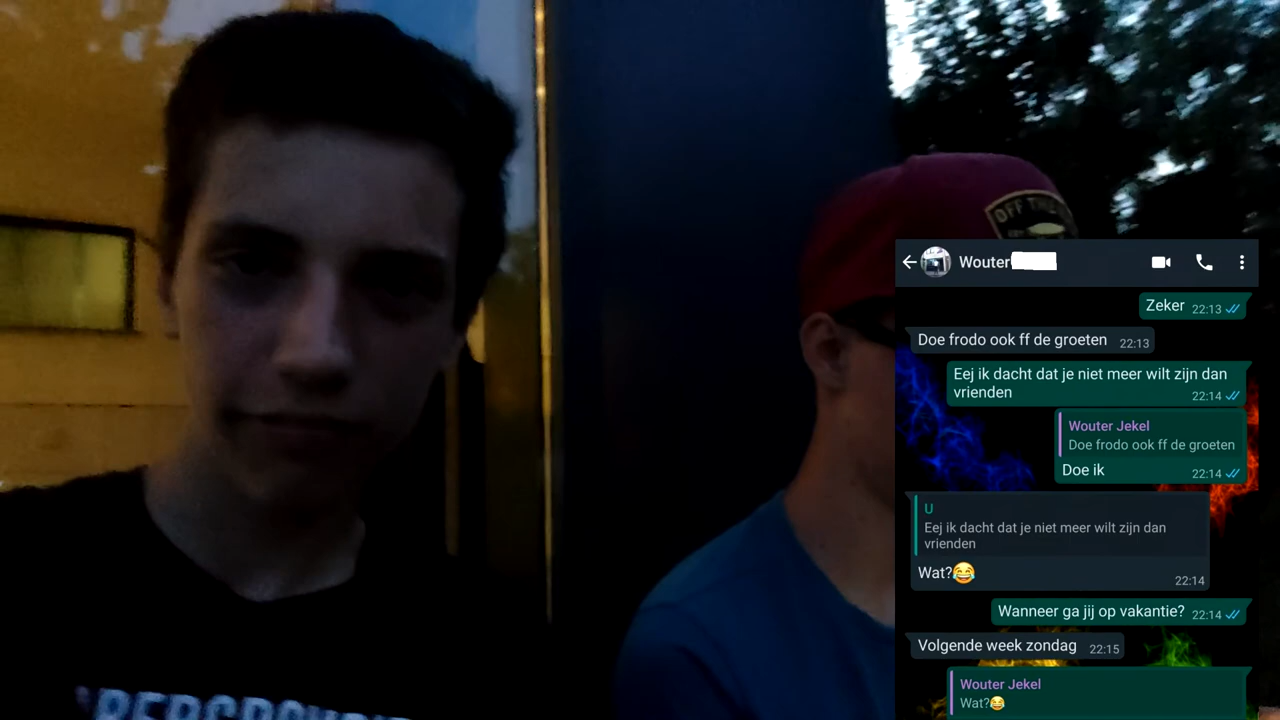 OFF THE
Wouter
Zeker 22:13
Doe frodo ook ff de groeten 22:13
Eej ik dacht dat je niet meer wilt zijn dan
vrienden 22:14
Wouter Jekel
Doe frodo ook ff de groeten
Doe ik 22:14
U
Eej ik dacht dat je niet meer wilt zijn dan
vrienden
Wat?😂 22:14
Wanneer ga jij op vakantie? 22:14
Volgende week zondag 22:15
Wouter Jekel
Wat?😂